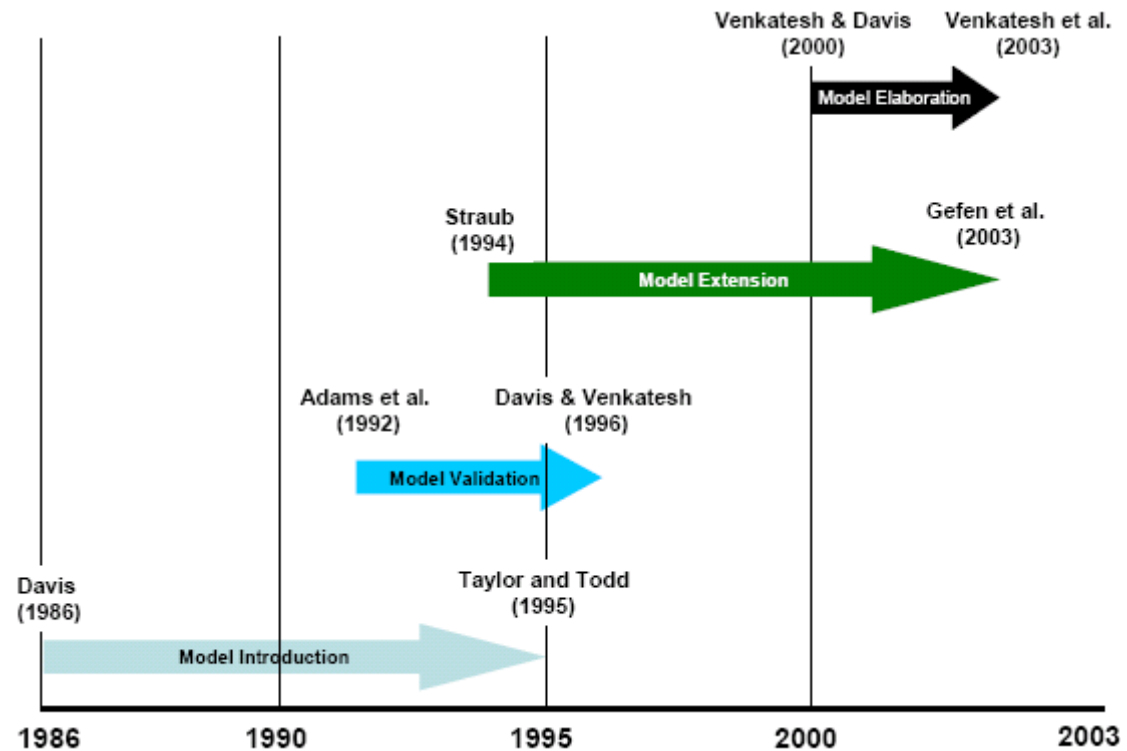 Venkatesh & Davis
(2000)
Venkatesh et al.
(2003)
Model Elaboration
Straub
(1994)
Gefen et al.
(2003)
Model Extension
Adams et al.
(1992)
Davis & Venkatesh
(1996)
Model Validation
Davis
(1986)
Taylor and Todd
(1995)
Model Introduction
1986
1990
1995
2000
2003